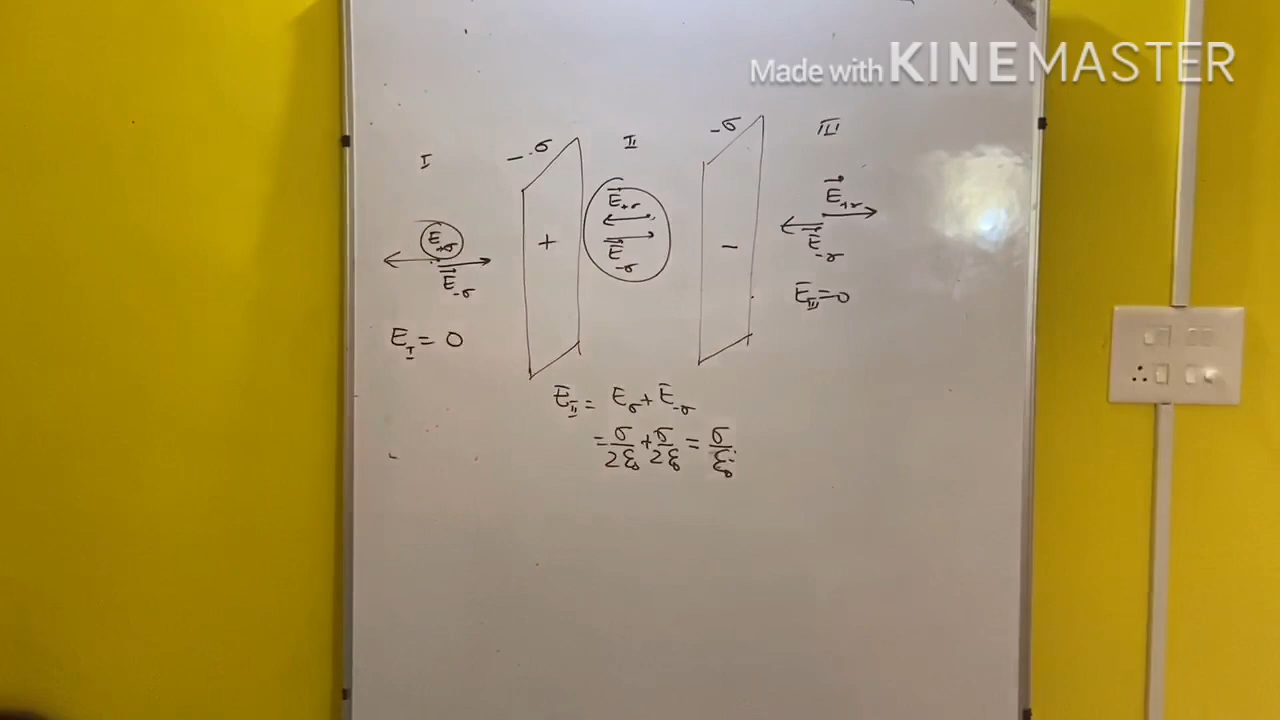 Made with KINEMASTER
I
-σ
II
-σ
III
E+σ
E-σ
E_I = 0
+
E+σ
E-σ
-
E+σ
E-σ
E_III = 0
E_II = Eσ + E-σ
= σ/2ε₀ + σ/2ε₀ = σ/ε₀